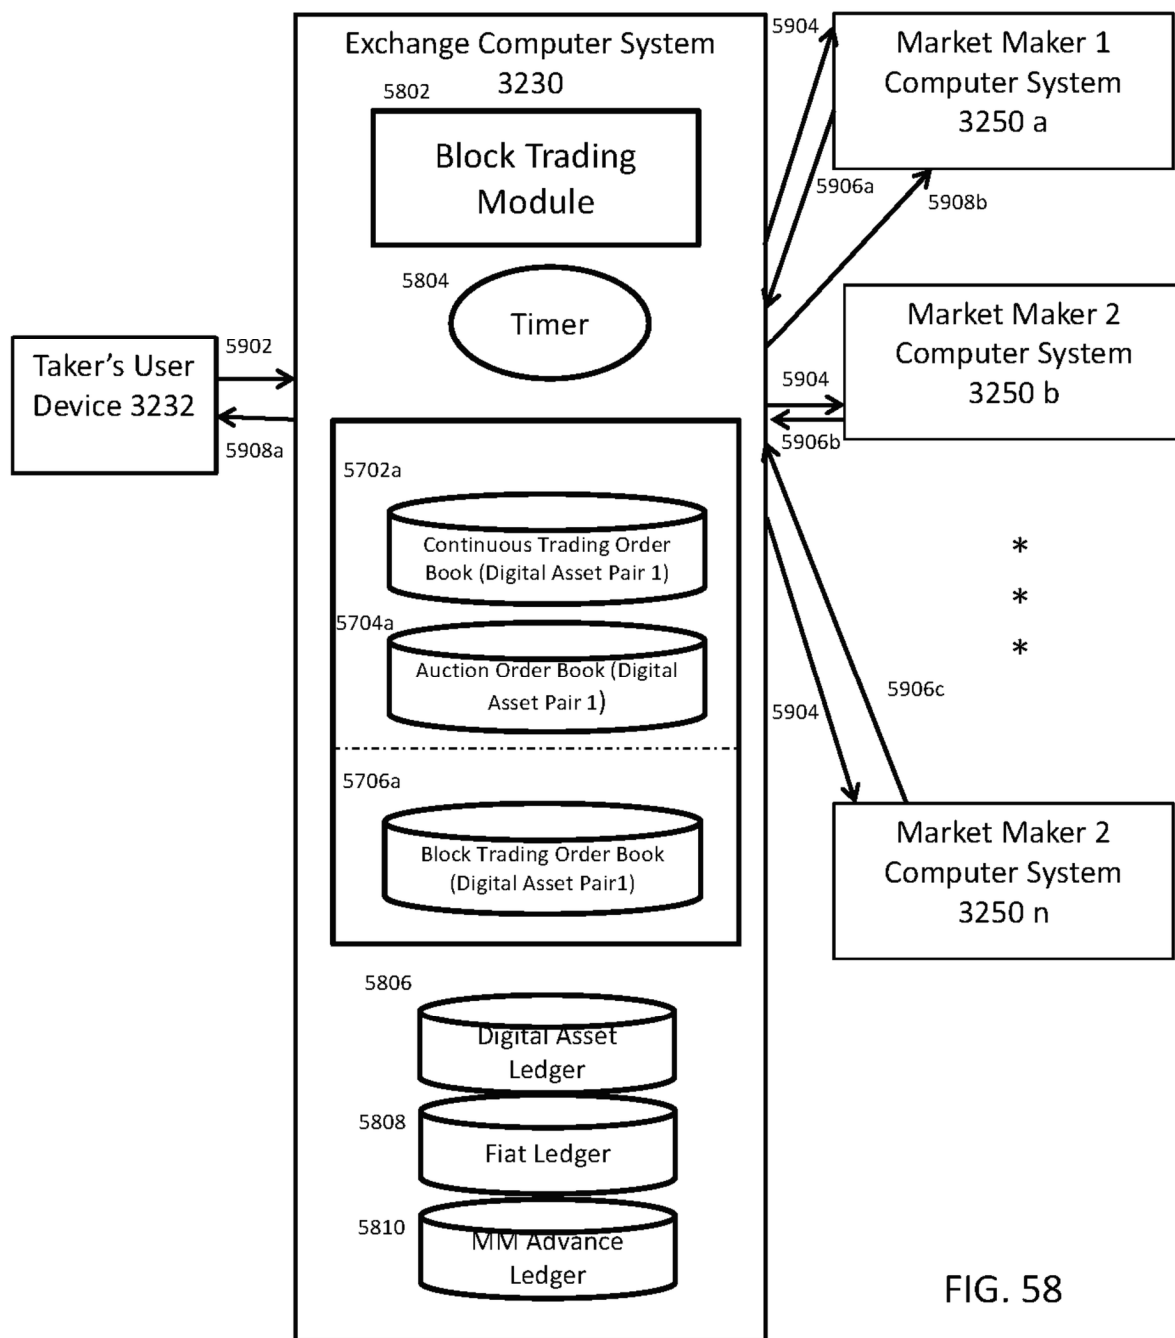 Exchange Computer System
3230
5802
Block Trading
Module
5804
Timer
Taker’s User
Device 3232
5902
5908a
5702a
Continuous Trading Order
Book (Digital Asset Pair 1)
5704a
Auction Order Book (Digital
Asset Pair 1)
5706a
Block Trading Order Book
(Digital Asset Pair1)
5806
Digital Asset
Ledger
5808
Fiat Ledger
5810
MM Advance
Ledger
5904
Market Maker 1
Computer System
3250 a
5906a
5908b
Market Maker 2
Computer System
3250 b
5904
5906b
*
*
*
5906c
5904
Market Maker 2
Computer System
3250 n
FIG. 58